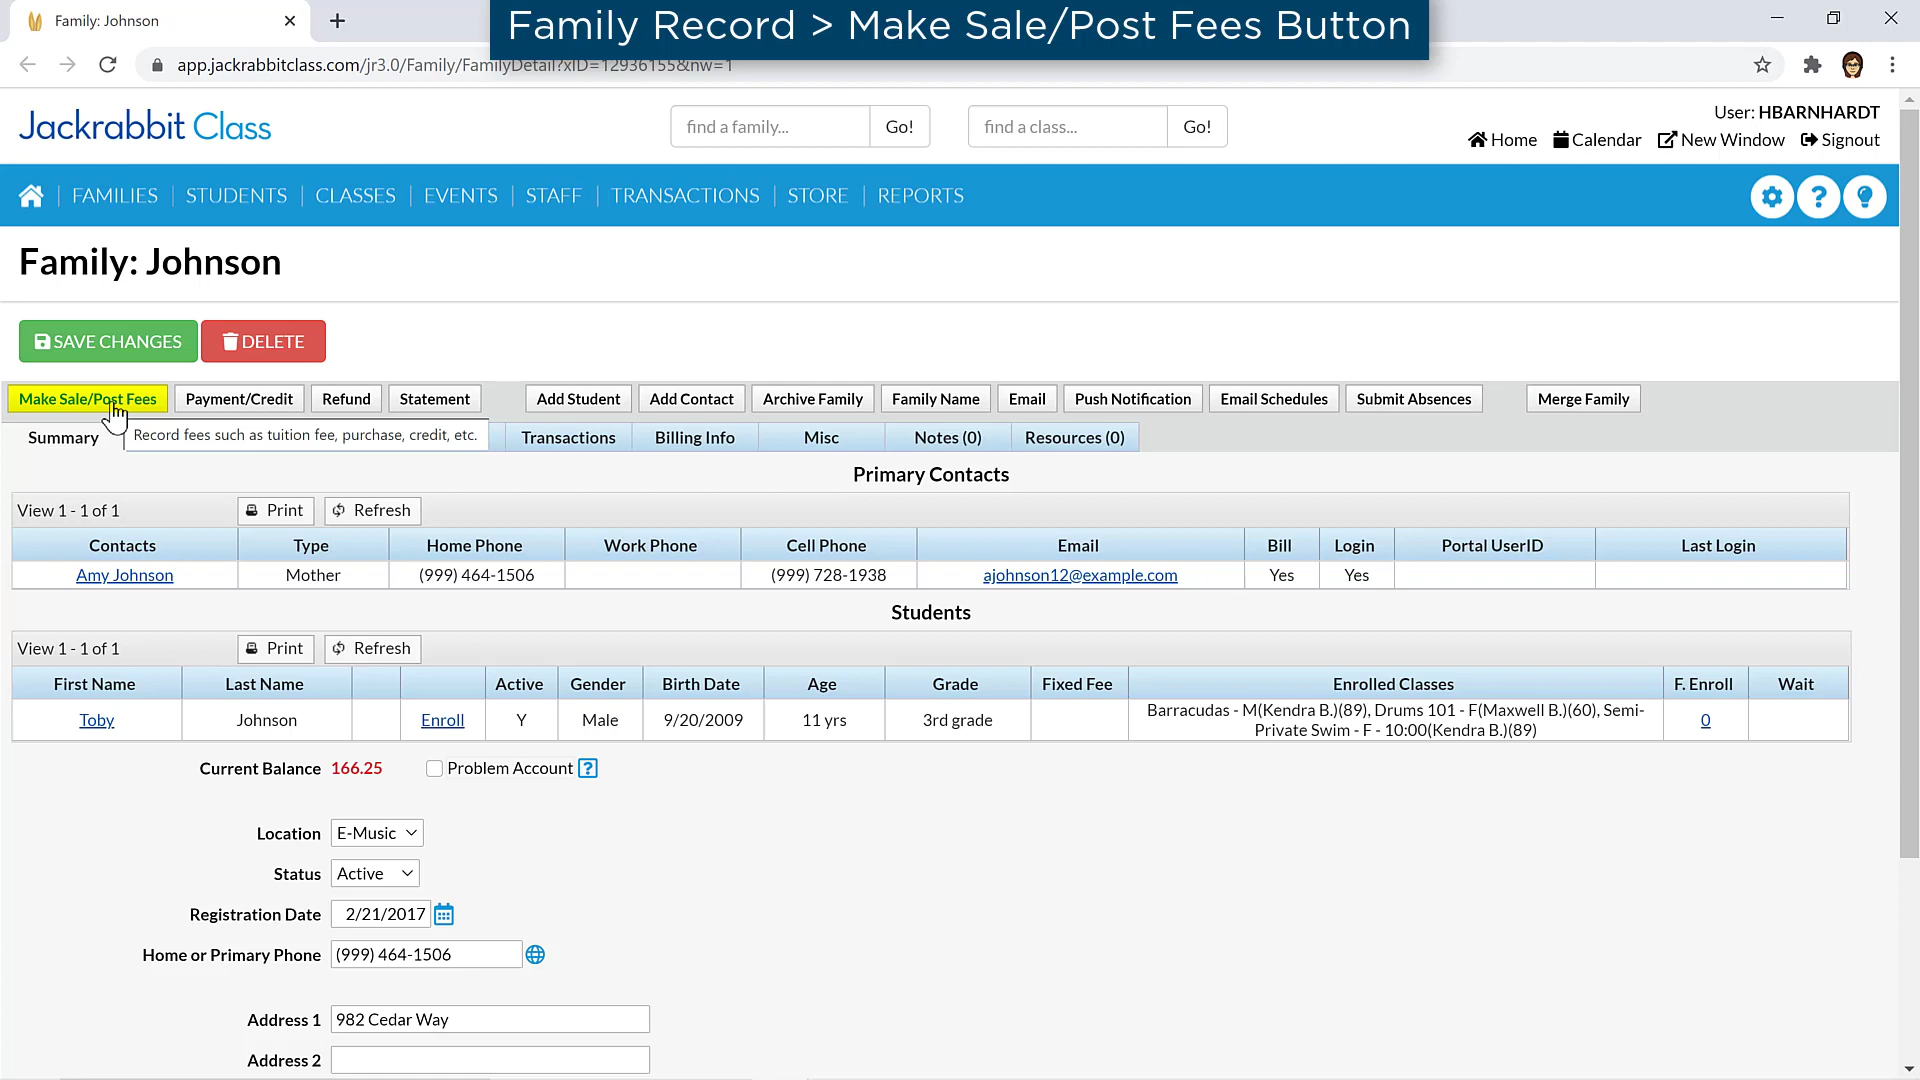 Family: Johnson
Family Record > Make Sale/Post Fees Button
app.jackrabbitclass.com/jr3.0/Family/FamilyDetail?xID=12936155&nw=1
Jackrabbit Class
find a family...
Go!
find a class...
Go!
User: HBARNHARDT
Home
Calendar
New Window
Signout
FAMILIES | STUDENTS | CLASSES | EVENTS | STAFF | TRANSACTIONS | STORE | REPORTS
?
Family: Johnson
SAVE CHANGES
DELETE
Make Sale/Post Fees
Payment/Credit
Refund
Statement
Add Student
Add Contact
Archive Family
Family Name
Email
Push Notification
Email Schedules
Submit Absences
Merge Family
Summary
Record fees such as tuition fee, purchase, credit, etc.
Transactions
Billing Info
Misc
Notes (0)
Resources (0)
Primary Contacts
View 1 - 1 of 1
Print
Refresh
Contacts Type Home Phone Work Phone Cell Phone Email Bill Login Portal UserID Last Login
Amy Johnson Mother (999) 464-1506 (999) 728-1938 ajohnson12@example.com Yes Yes
Students
View 1 - 1 of 1
Print
Refresh
First Name Last Name Active Gender Birth Date Age Grade Fixed Fee Enrolled Classes F. Enroll Wait
Toby Johnson Enroll Y Male 9/20/2009 11 yrs 3rd grade Barracudas - M(Kendra B.)(89), Drums 101 - F(Maxwell B.)(60), Semi-
Private Swim - F - 10:00(Kendra B.)(89) 0
Current Balance 166.25
Problem Account ?
Location E-Music
Status Active
Registration Date 2/21/2017
Home or Primary Phone (999) 464-1506
Address 1 982 Cedar Way
Address 2